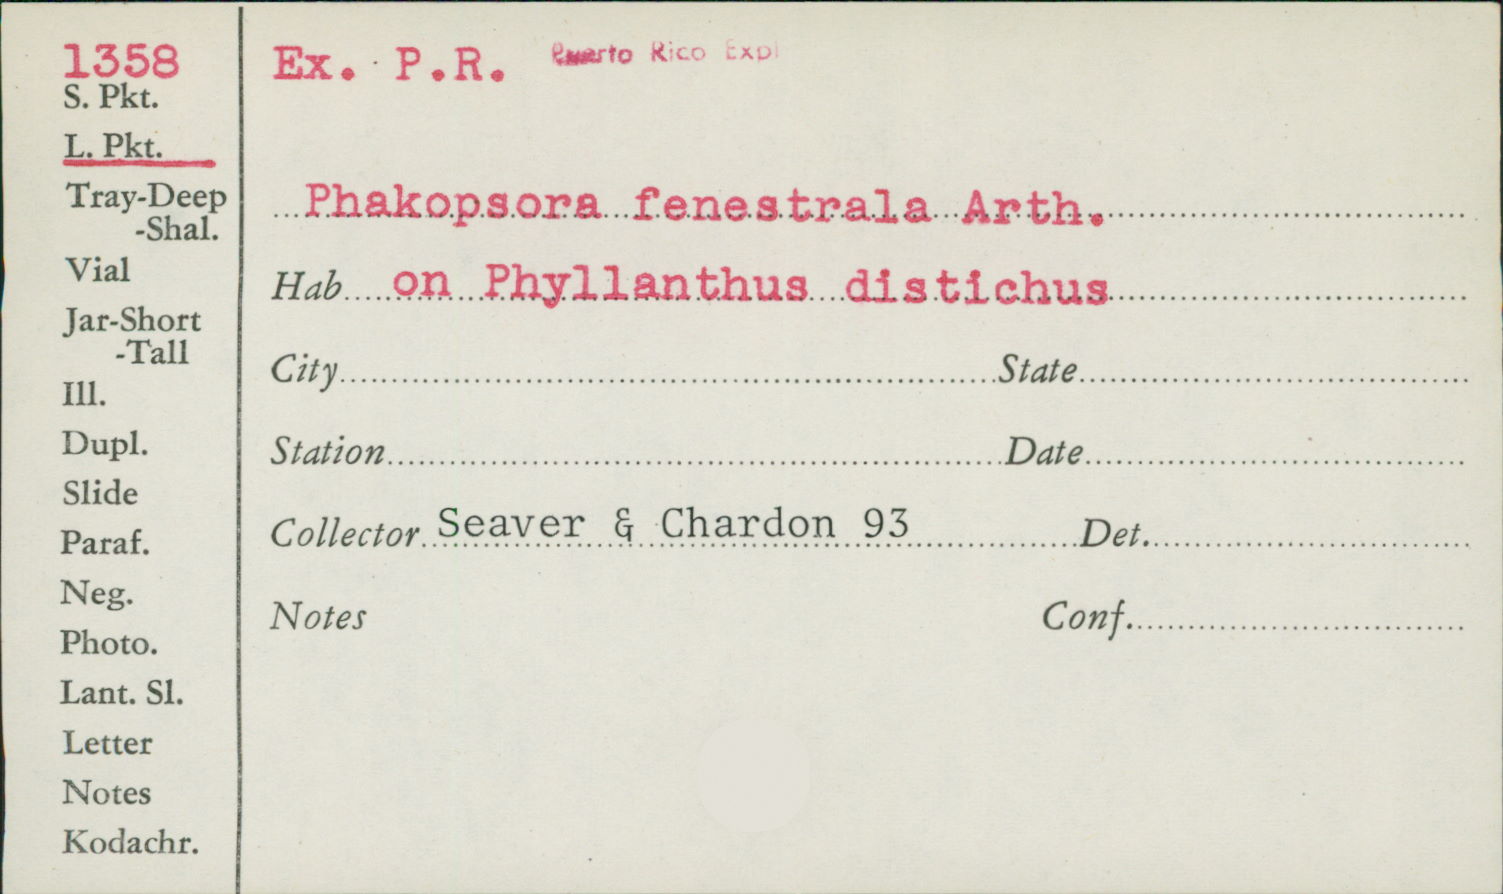 1358
S. Pkt.
L. Pkt.
Tray-Deep
-Shal.
Vial
Jar-Short
-Tall
Ill.
Dupl.
Slide
Paraf.
Neg.
Photo.
Lant. Sl.
Letter
Notes
Kodachr.
Ex. P.R. Puerto Rico Expl
Phakopsora fenestrala Arth.
Hab on Phyllanthus distichus
City State
Station Date
Collector Seaver & Chardon 93 Det.
Notes Conf.